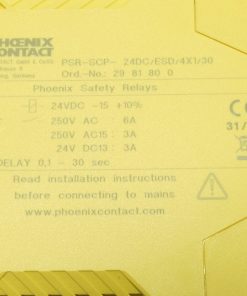 PHOENIX
CONTACT
PSR-SCP- 24DC/ESD/4X1/30
Ord.-No.: 29 81 80 0
Phoenix Safety Relays
24VDC -15 +10%
250V AC : 6A
250V AC15 : 3A
24V DC13 : 3A
DELAY 0,1 - 30 sec
31/
Read installation instructions
before connecting to mains
www.phoenixcontact.com